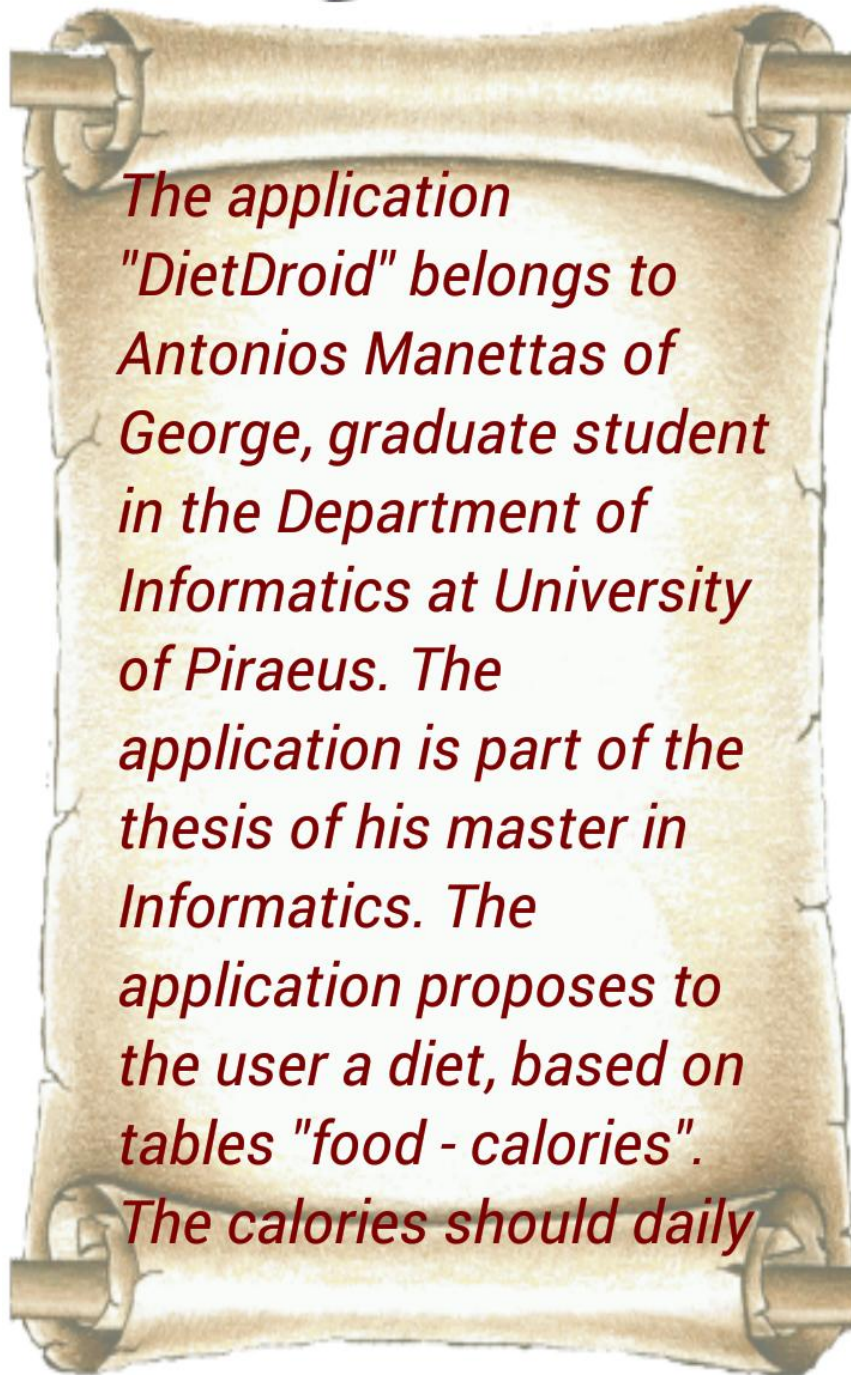 The application
"DietDroid" belongs to
Antonios Manettas of
George, graduate student
in the Department of
Informatics at University
of Piraeus. The
application is part of the
thesis of his master in
Informatics. The
application proposes to
the user a diet, based on
tables "food - calories".
The calories should daily